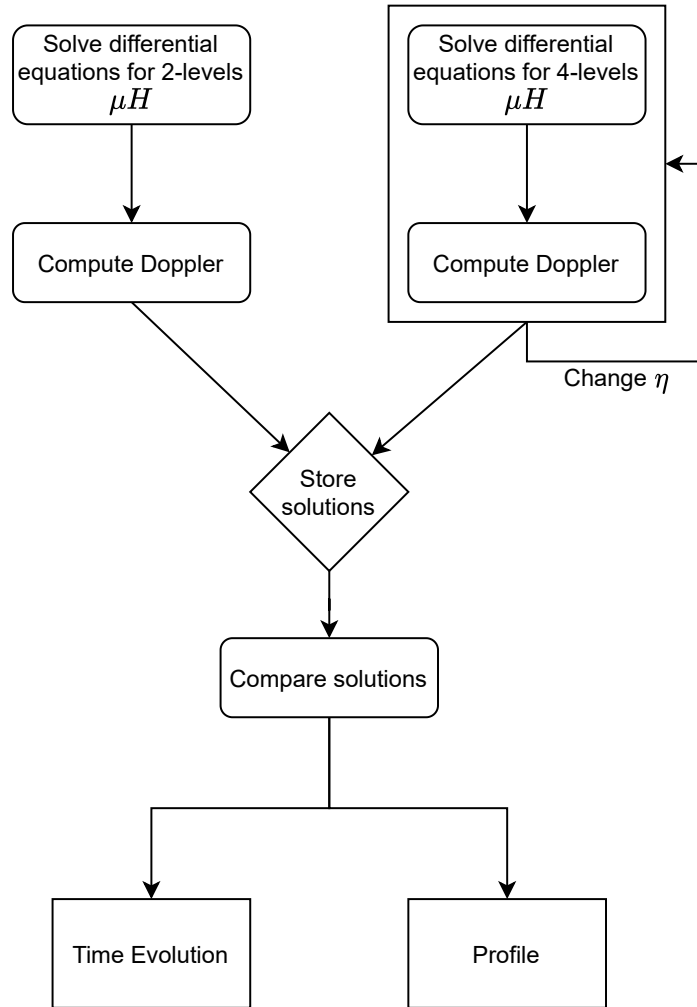 Solve differential
equations for 2-levels
μH
Solve differential
equations for 4-levels
μH
Compute Doppler
Compute Doppler
Change η
Store
solutions
Compare solutions
Time Evolution
Profile